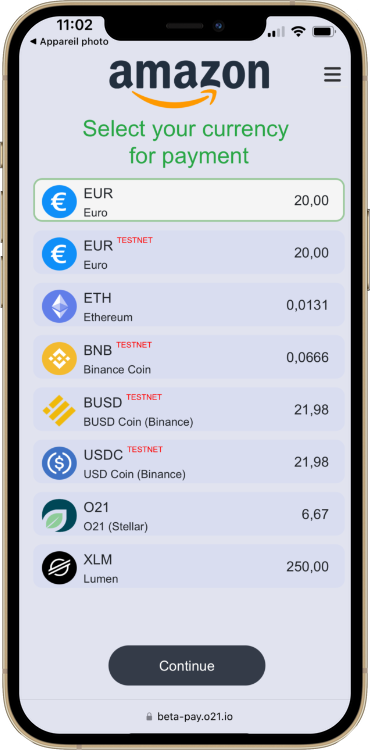 11:02
◀ Appareil photo
amazon
Select your currency
for payment
EUR
Euro
20,00
EUR TESTNET
Euro
20,00
ETH
Ethereum
0,0131
BNB TESTNET
Binance Coin
0,0666
BUSD TESTNET
BUSD Coin (Binance)
21,98
USDC TESTNET
USD Coin (Binance)
21,98
O21
O21 (Stellar)
6,67
XLM
Lumen
250,00
Continue
beta-pay.o21.io